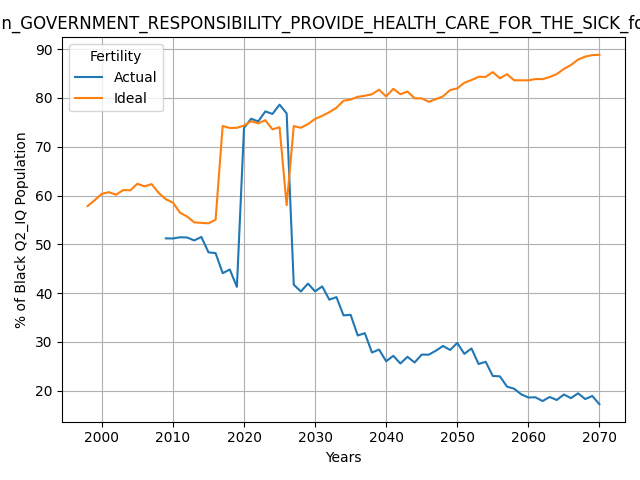 n_GOVERNMENT_RESPONSIBILITY_PROVIDE_HEALTH_CARE_FOR_THE_SICK_fo
Fertility
Actual
Ideal
% of Black Q2_IQ Population
90
80
70
60
50
40
30
20
2000 2010 2020 2030 2040 2050 2060 2070
Years